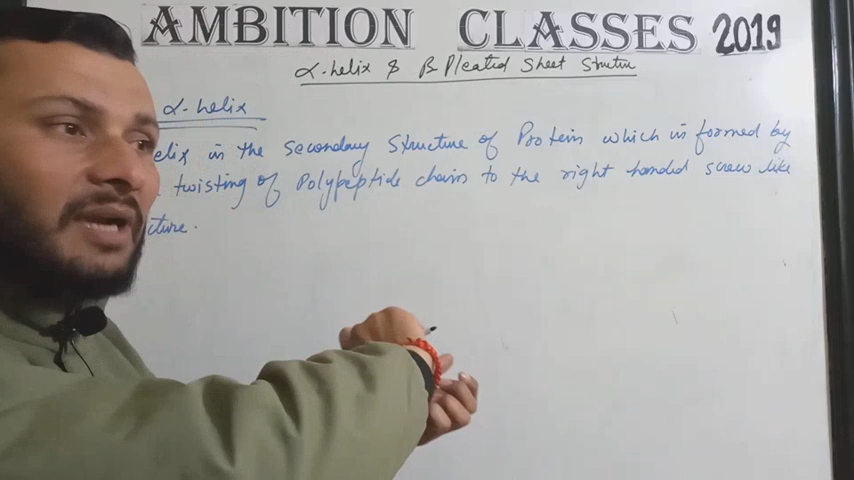 AMBITION CLASSES 2019
α-helix & β-Pleated Sheet Structure
α-helix
elix is the secondary structure of Protein which is formed by
twisting of Polypeptide chains to the right handed screw like
cture.